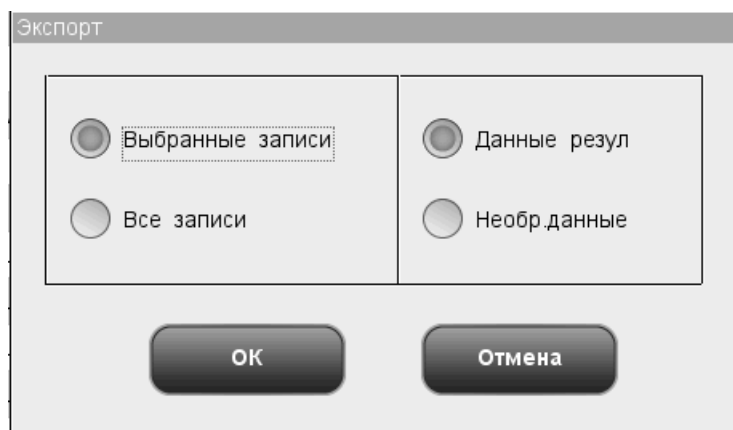 Экспорт
Выбранные записи
Все записи
Данные резул
Необр.данные
ОК
Отмена